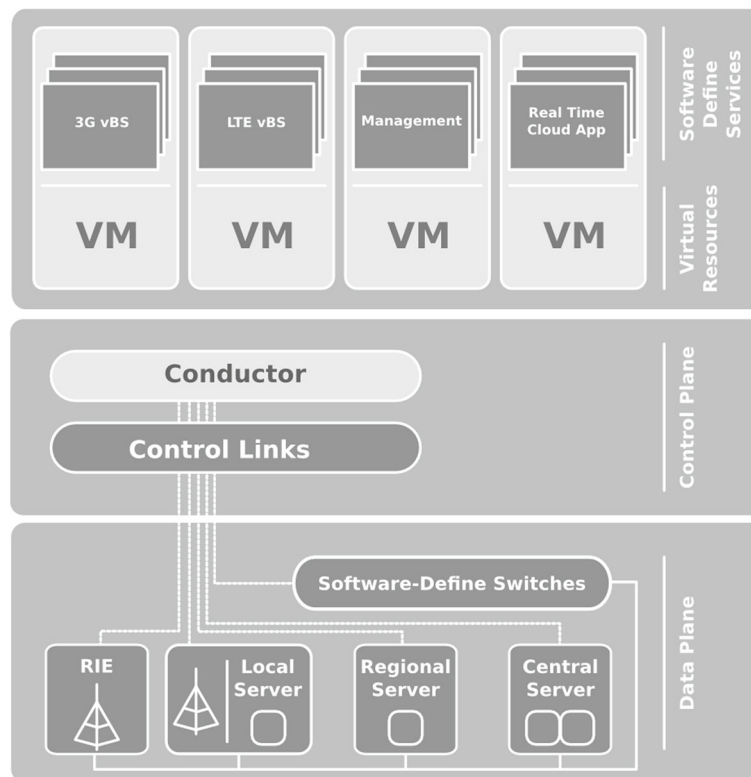 3G vBS
LTE vBS
Management
Real Time
Cloud App
Software
Define
Services
VM
VM
VM
VM
Virtual
Resources
Conductor
Control Links
Control Plane
Software-Define Switches
RIE
Local
Server
Regional
Server
Central
Server
Data Plane